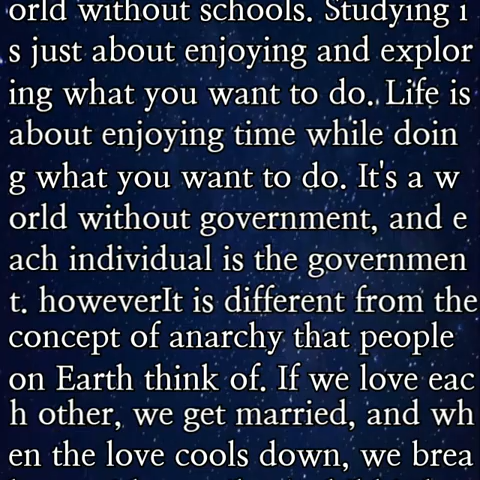 orld without schools. Studying i
s just about enjoying and explor
ing what you want to do. Life is
about enjoying time while doin
g what you want to do. It's a w
orld without government, and e
ach individual is the governmen
t. howeverIt is different from the
concept of anarchy that people
on Earth think of. If we love eac
h other, we get married, and wh
en the love cools down, we brea